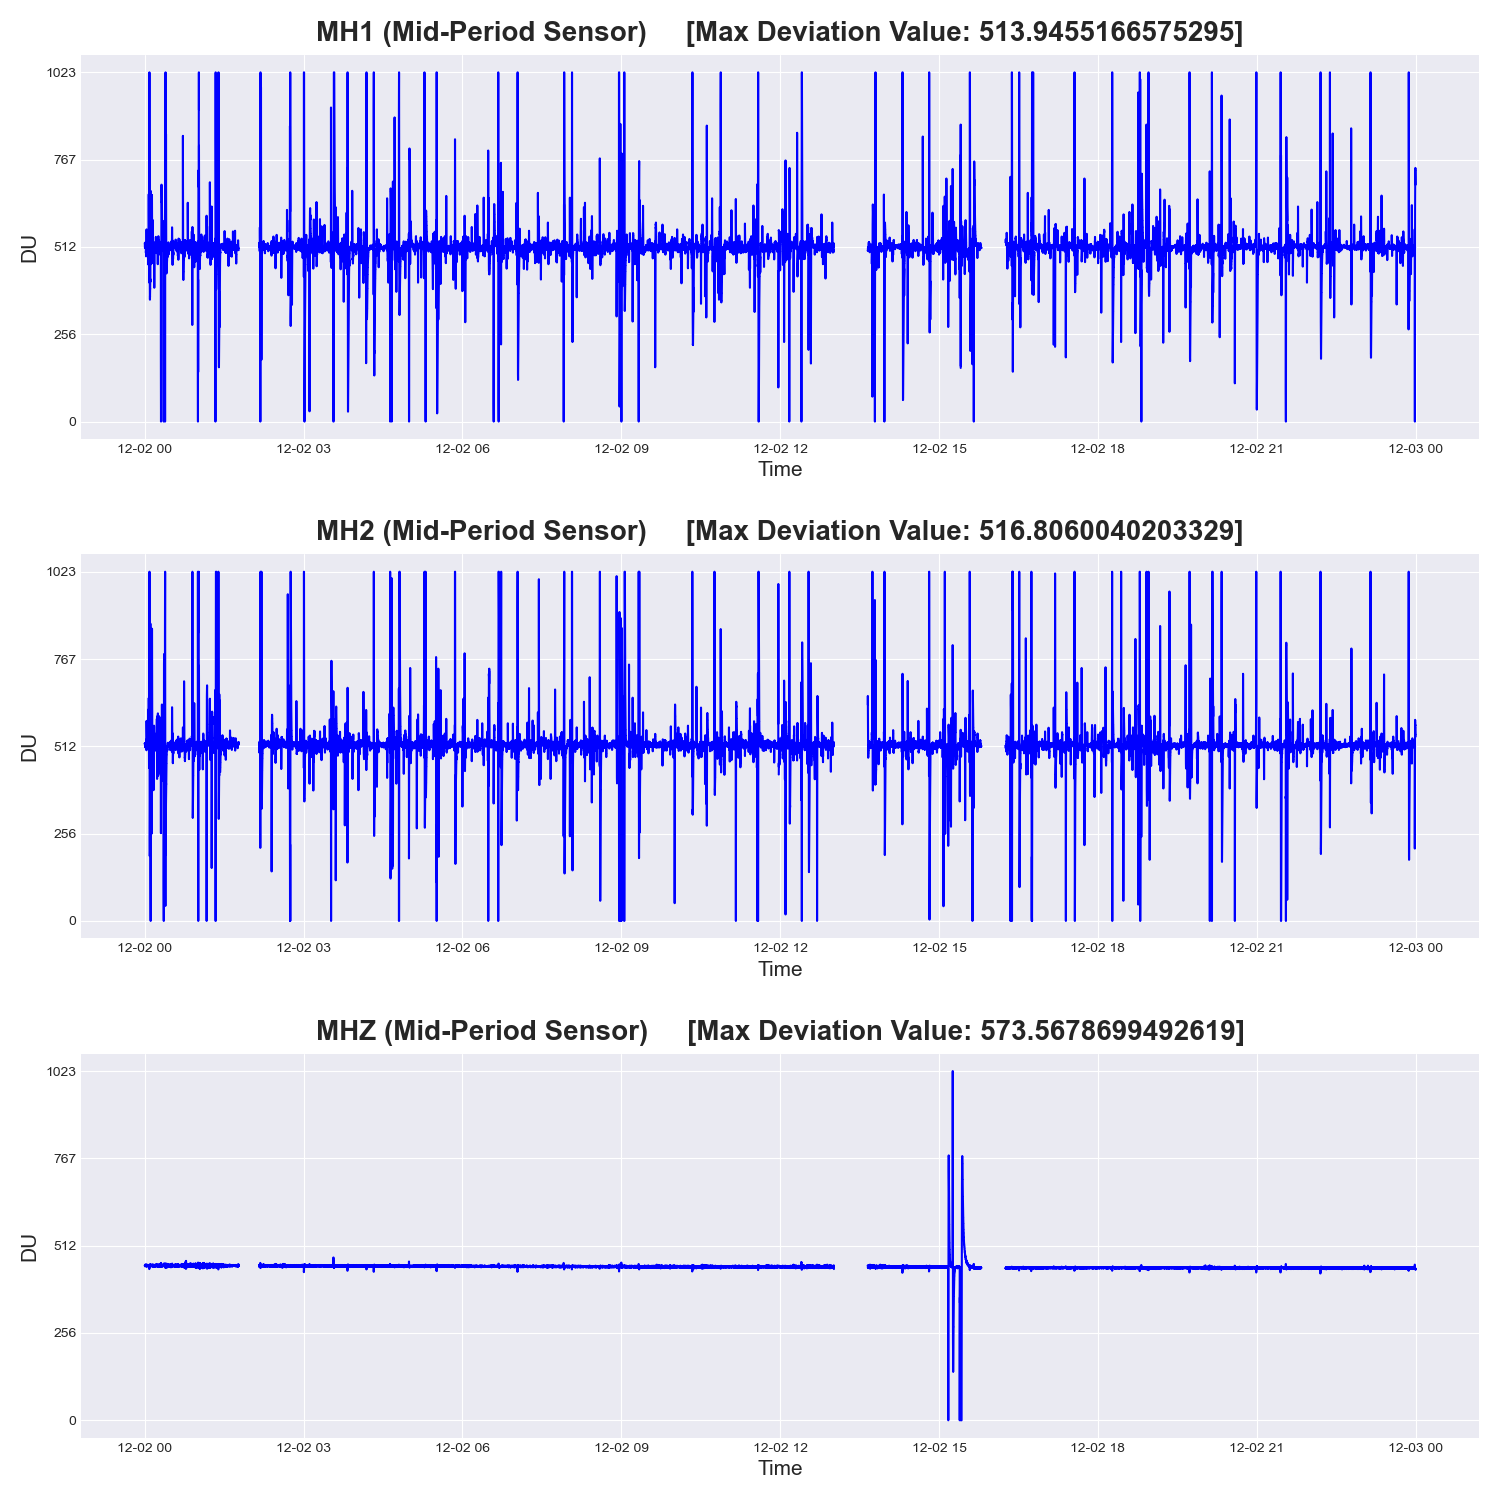 MH1 (Mid-Period Sensor)     [Max Deviation Value: 513.9455166575295]
1023
767
512
256
0
DU
12-02 00 12-02 03 12-02 06 12-02 09 12-02 12 12-02 15 12-02 18 12-02 21 12-03 00
Time
MH2 (Mid-Period Sensor)     [Max Deviation Value: 516.8060040203329]
1023
767
512
256
0
DU
12-02 00 12-02 03 12-02 06 12-02 09 12-02 12 12-02 15 12-02 18 12-02 21 12-03 00
Time
MHZ (Mid-Period Sensor)     [Max Deviation Value: 573.5678699492619]
1023
767
512
256
0
DU
12-02 00 12-02 03 12-02 06 12-02 09 12-02 12 12-02 15 12-02 18 12-02 21 12-03 00
Time